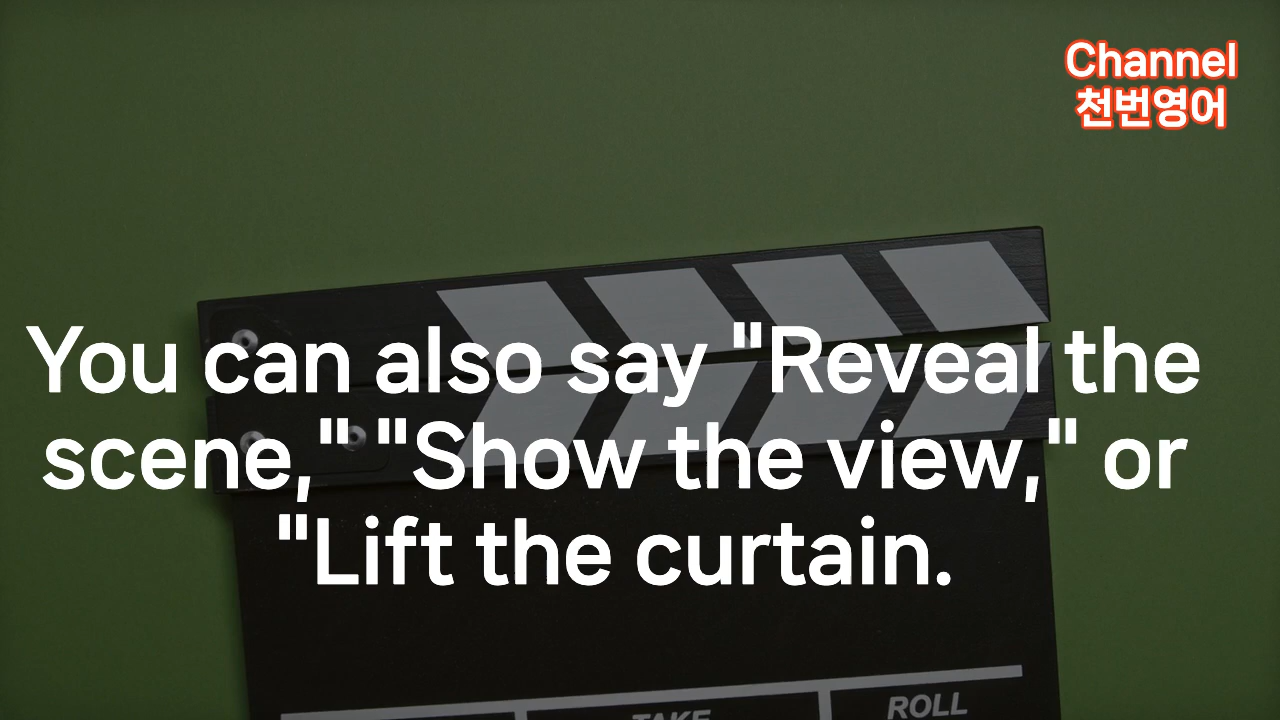 Channel
천번영어
You can also say "Reveal the
scene," "Show the view," or
"Lift the curtain.
ROLL
TAKE